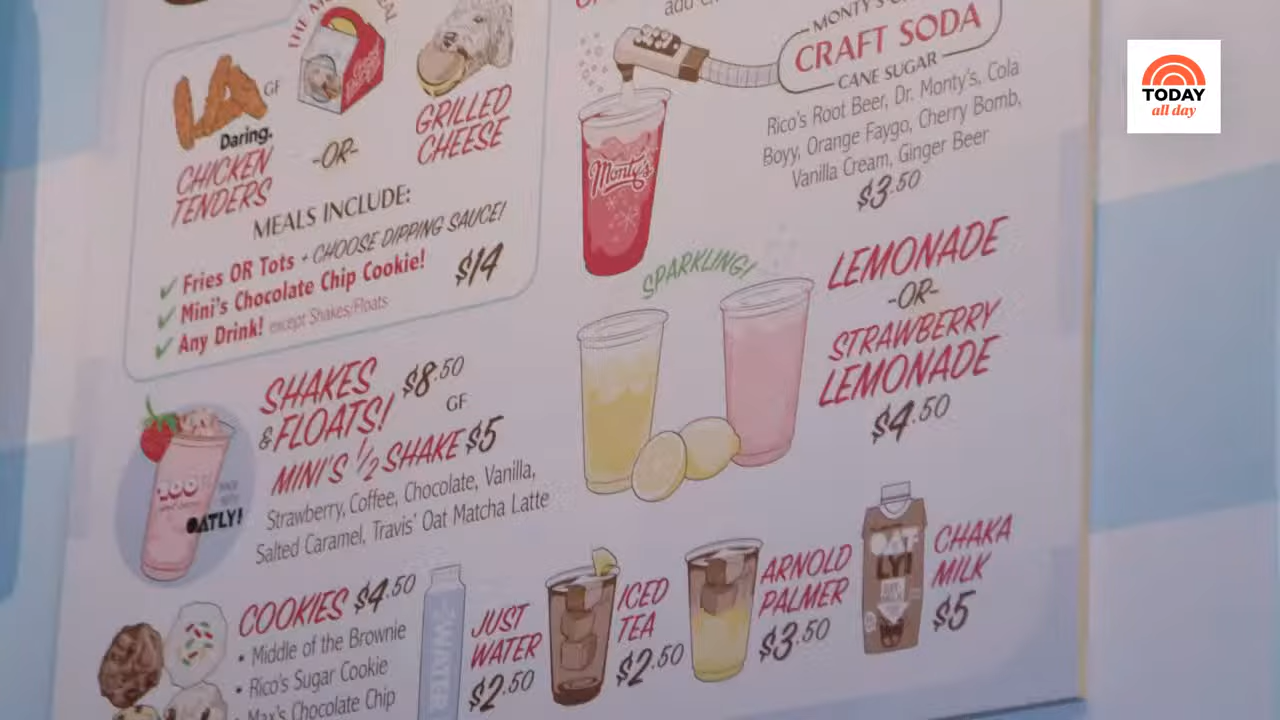 LA
GF
Daring.
CHICKEN
TENDERS
-OR-
GRILLED
CHEESE
MEALS INCLUDE:
✓ Fries OR Tots + CHOOSE DIPPING SAUCE!
✓ Mini's Chocolate Chip Cookie!
✓ Any Drink! except Shakes/Floats
$14
SHAKES
& FLOATS!
$8.50
GF
MINI'S 1/2 SHAKE $5
Strawberry, Coffee, Chocolate, Vanilla,
Salted Caramel, Travis' Oat Matcha Latte
OATLY!
COOKIES $4.50
• Middle of the Brownie
• Rico's Sugar Cookie
Max's Chocolate Chip
MONTY'S
CRAFT SODA
CANE SUGAR
Rico's Root Beer, Dr. Monty's, Cola
Boyy, Orange Faygo, Cherry Bomb,
Vanilla Cream, Ginger Beer
$3.50
Monty's
SPARKLING!
LEMONADE
-OR-
STRAWBERRY
LEMONADE
$4.50
WATER
JUST
WATER
$2.50
ICED
TEA
$2.50
ARNOLD
PALMER
$3.50
OAT
LY!
CHAKA
MILK
$5
TODAY
all day